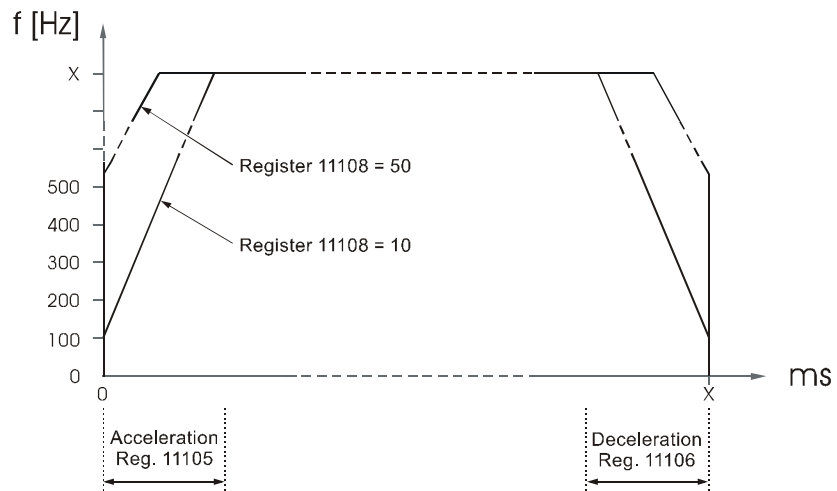 f [Hz]
X
Register 11108 = 50
500
400
Register 11108 = 10
300
200
100
0
ms
0
X
Acceleration
Reg. 11105
Deceleration
Reg. 11106